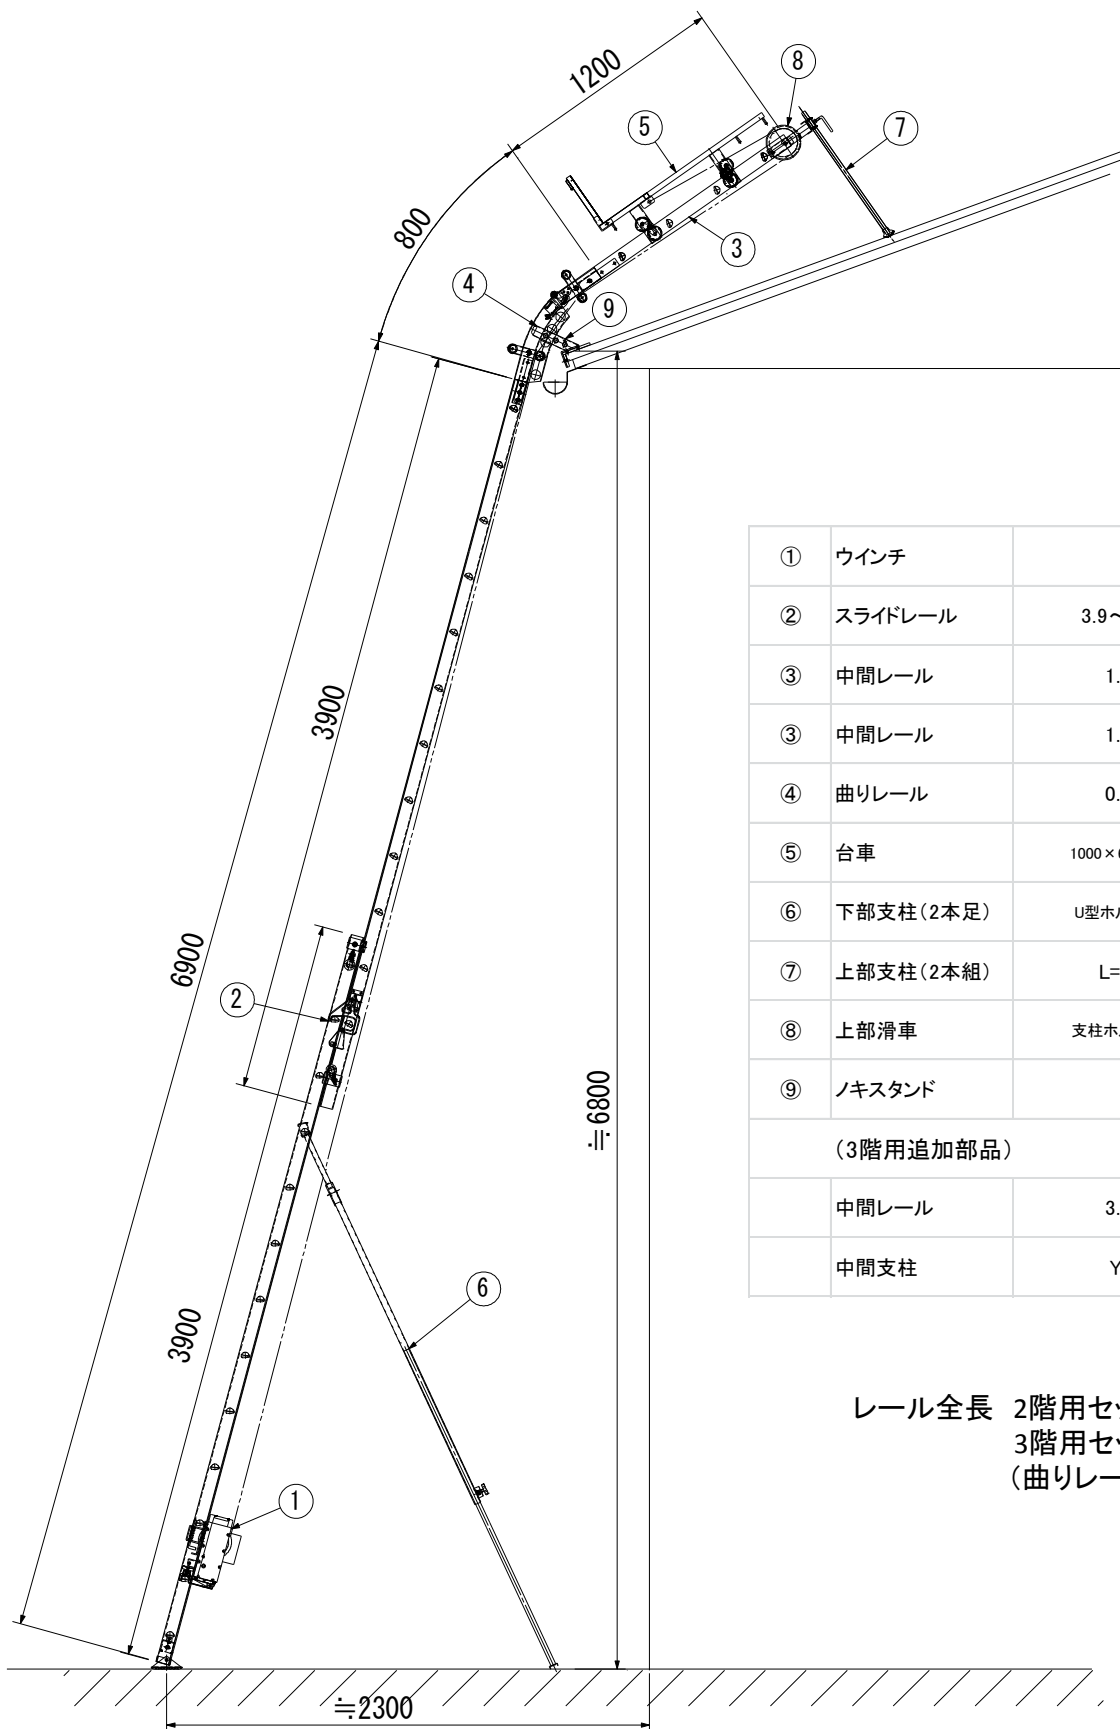 1200
⑧
⑤
⑦
800
③
④
⑨
① ウインチ
② スライドレール 3.9～
③ 中間レール 1.
③ 中間レール 1.
④ 曲りレール 0.
⑤ 台車 1000×
⑥ 下部支柱(2本足) U型ホル
⑦ 上部支柱(2本組) L=
⑧ 上部滑車 支柱ホ
⑨ ノキスタンド
(3階用追加部品)
中間レール 3.
中間支柱 Y
3900
6900
②
≒6800
⑥
3900
レール全長 2階用セッ
3階用セッ
(曲りレー
①
≒2300